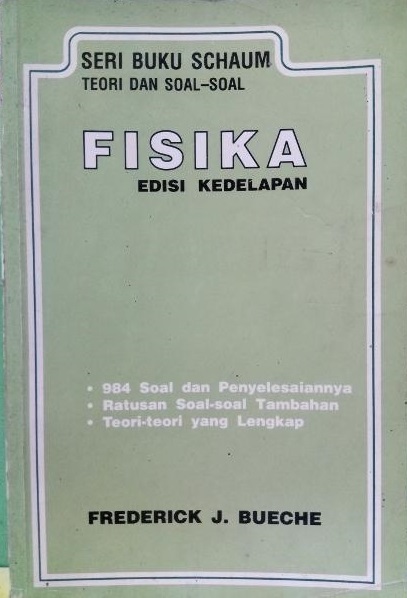 SERI BUKU SCHAUM
TEORI DAN SOAL-SOAL
FISIKA
EDISI KEDELAPAN
• 984 Soal dan Penyelesaiannya
• Ratusan Soal-soal Tambahan
• Teori-teori yang Lengkap
FREDERICK J. BUECHE